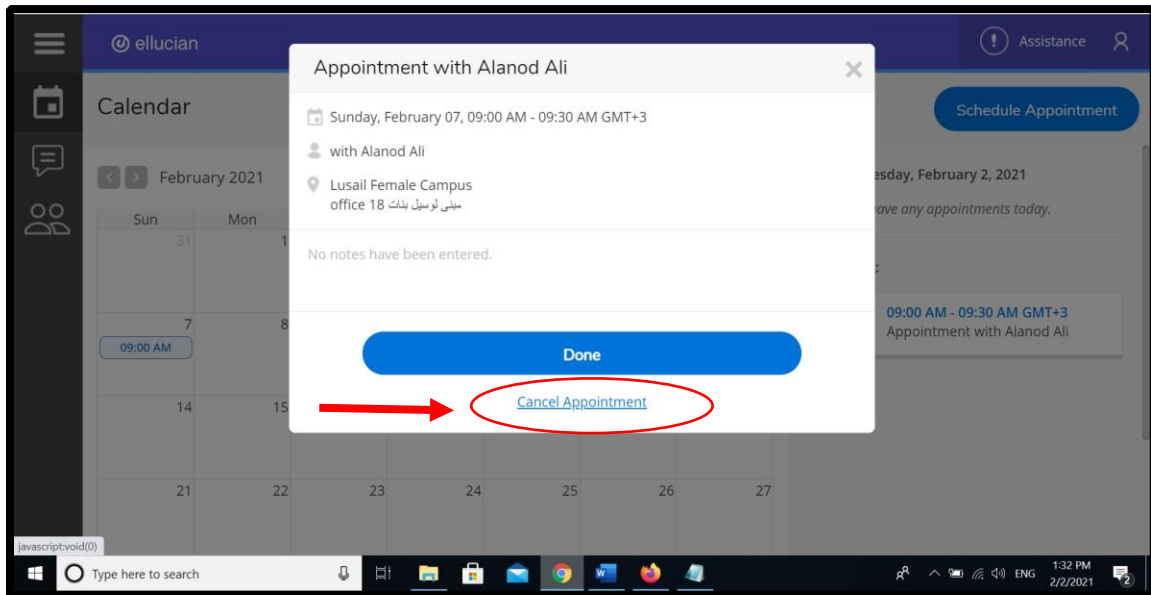 ellucian
Assistance
Calendar
Schedule Appointment
February 2021
Sun Mon
31 1
7 8
09:00 AM
14 15
21 22 23 24 25 26 27
Appointment with Alanod Ali
Sunday, February 07, 09:00 AM - 09:30 AM GMT+3
with Alanod Ali
Lusail Female Campus
office 18 مبنى لوسيل بنات
No notes have been entered.
Done
Cancel Appointment
esday, February 2, 2021
ave any appointments today.
:
09:00 AM - 09:30 AM GMT+3
Appointment with Alanod Ali
javascript:void(0)
Type here to search
ENG
1:32 PM
2/2/2021
2